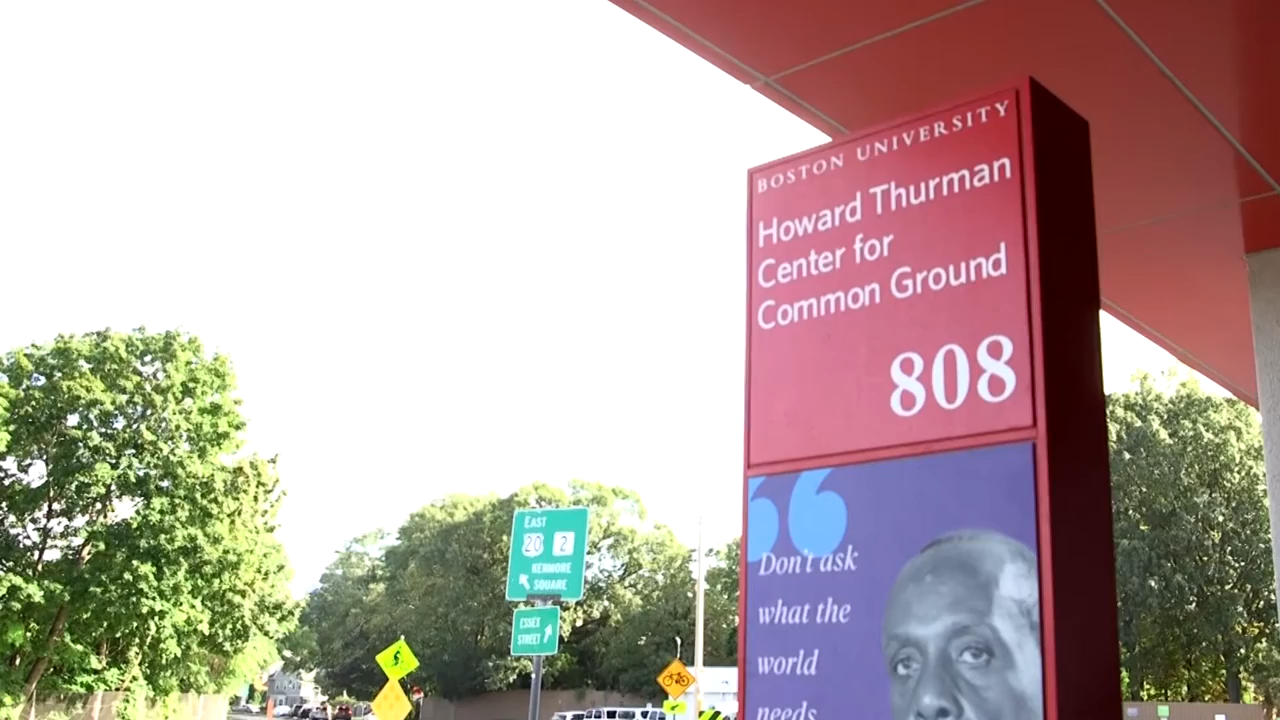 BOSTON UNIVERSITY
Howard Thurman
Center for
Common Ground
808
“
Don't ask
what the
world
needs
EAST
20 2
KENMORE
SQUARE
ESSEX
STREET